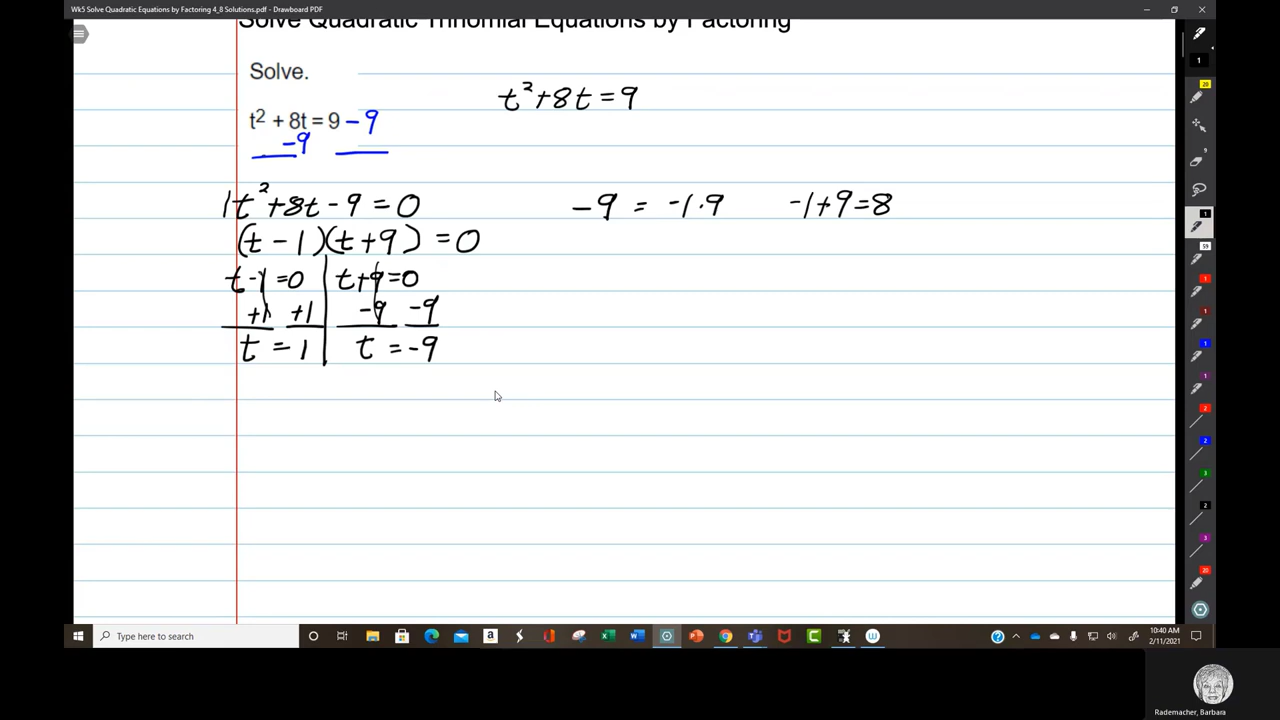 Wk5 Solve Quadratic Equations by Factoring 4_8 Solutions.pdf - Drawboard PDF
Solve Quadratic Trinomial Equations by Factoring
Solve.
t² + 8t = 9 - 9
- 9
t² + 8t = 9
1t² + 8t - 9 = 0
- 9 = -1 · 9
-1 + 9 = 8
(t - 1)(t + 9) = 0
t - 1 = 0
t + 9 = 0
+1 +1
-9 -9
t = 1
t = -9
Type here to search
10:40 AM
2/11/2021
Rademacher, Barbara